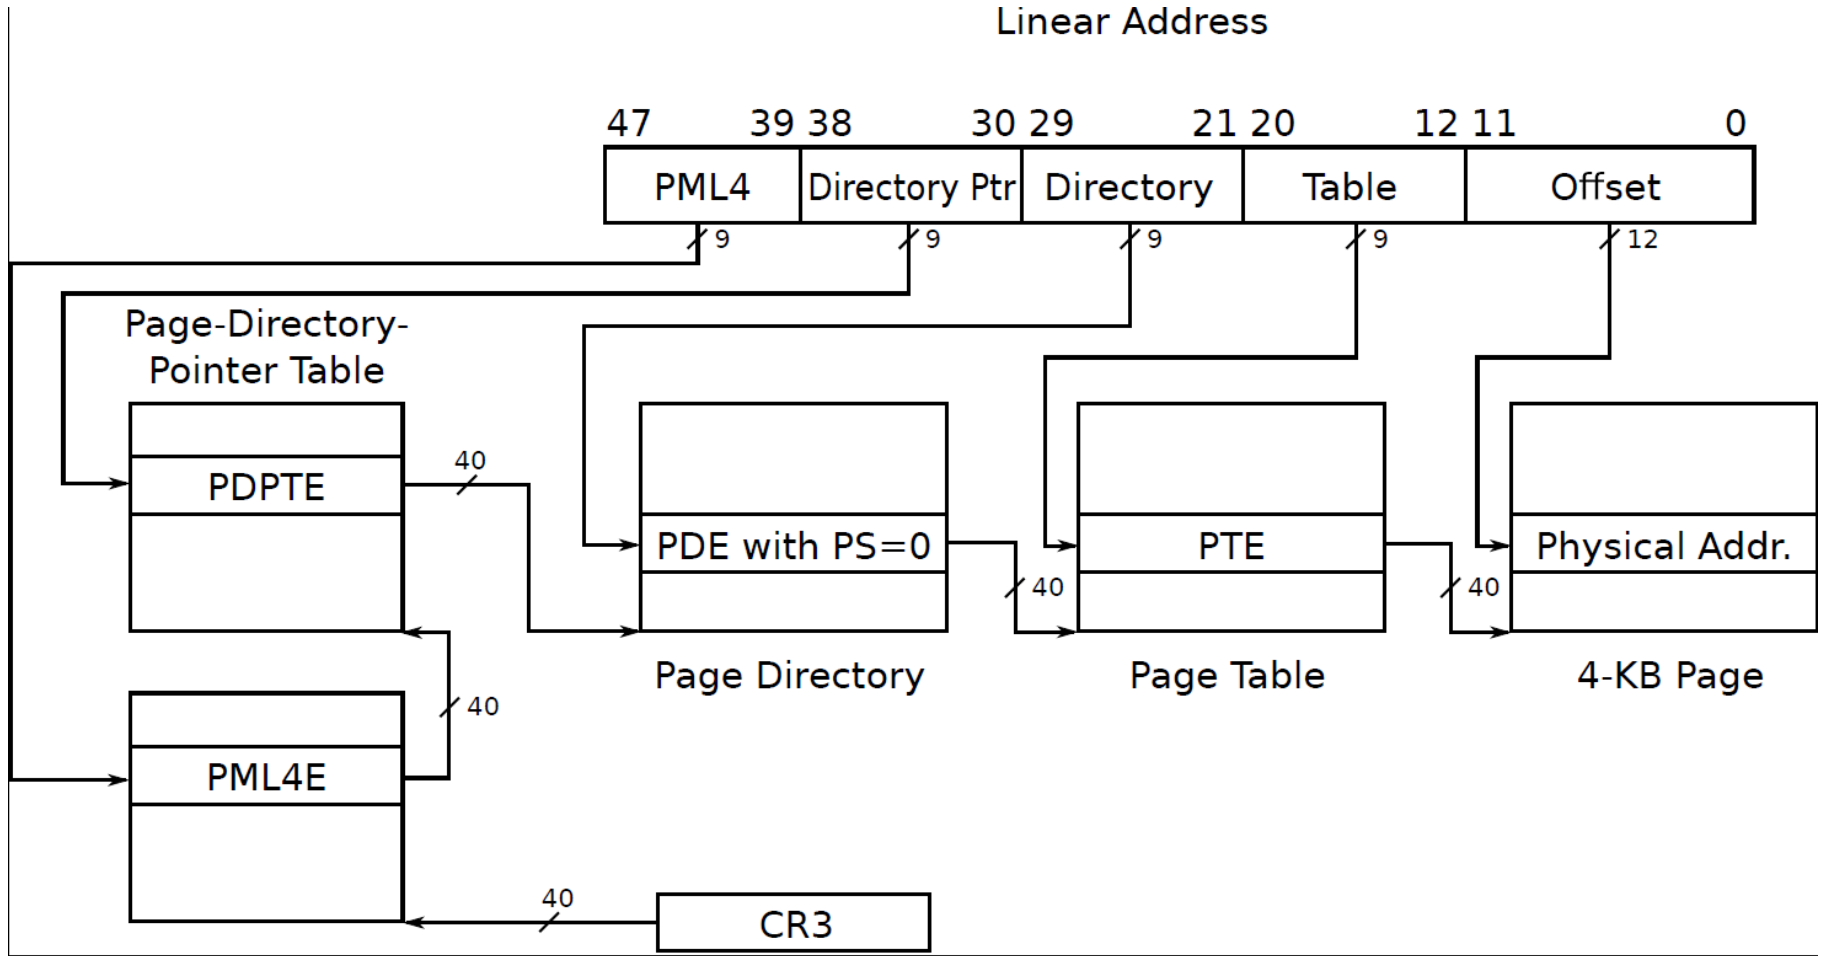 Linear Address
47 39 38 30 29 21 20 12 11 0
PML4 Directory Ptr Directory Table Offset
9 9 9 9 12
Page-Directory-
Pointer Table
40
PDPTE
PDE with PS=0 PTE Physical Addr.
40 40
Page Directory Page Table 4-KB Page
40
PML4E
40
CR3